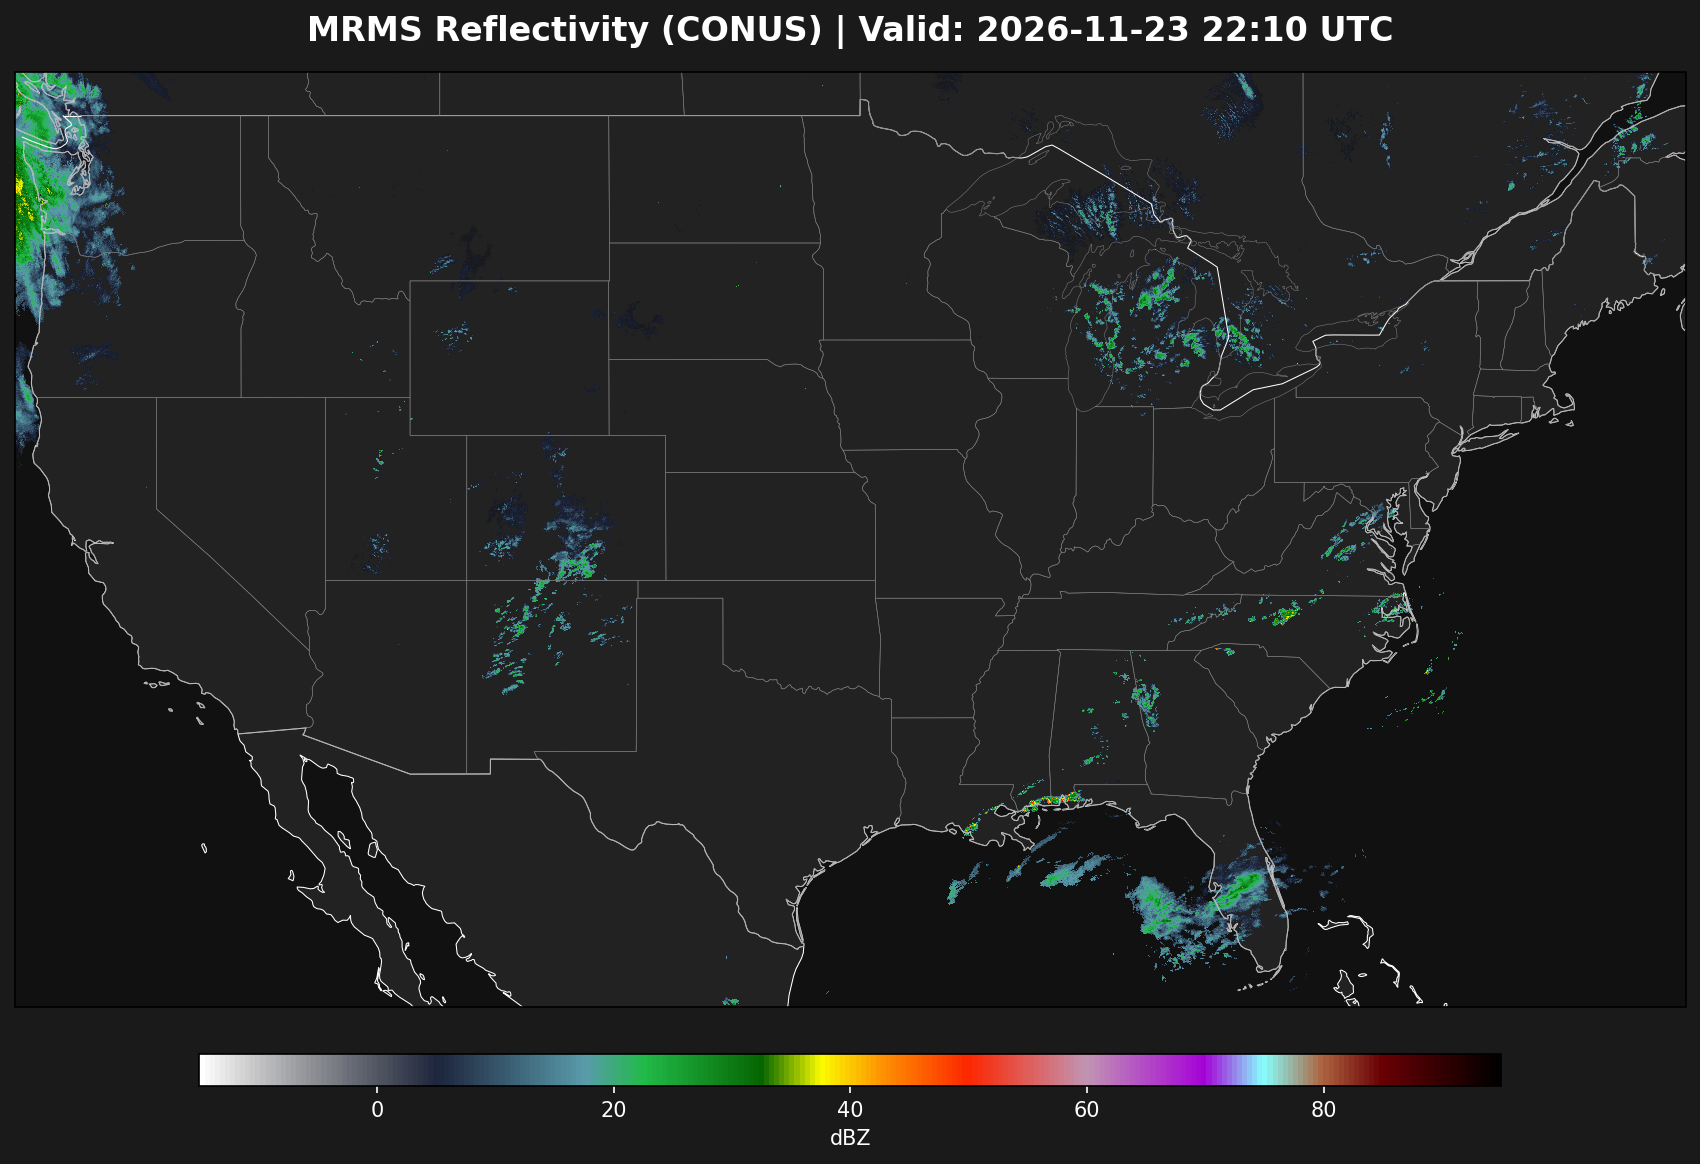 MRMS Reflectivity (CONUS) | Valid: 2026-11-23 22:10 UTC
0 20 40 60 80
dBZ